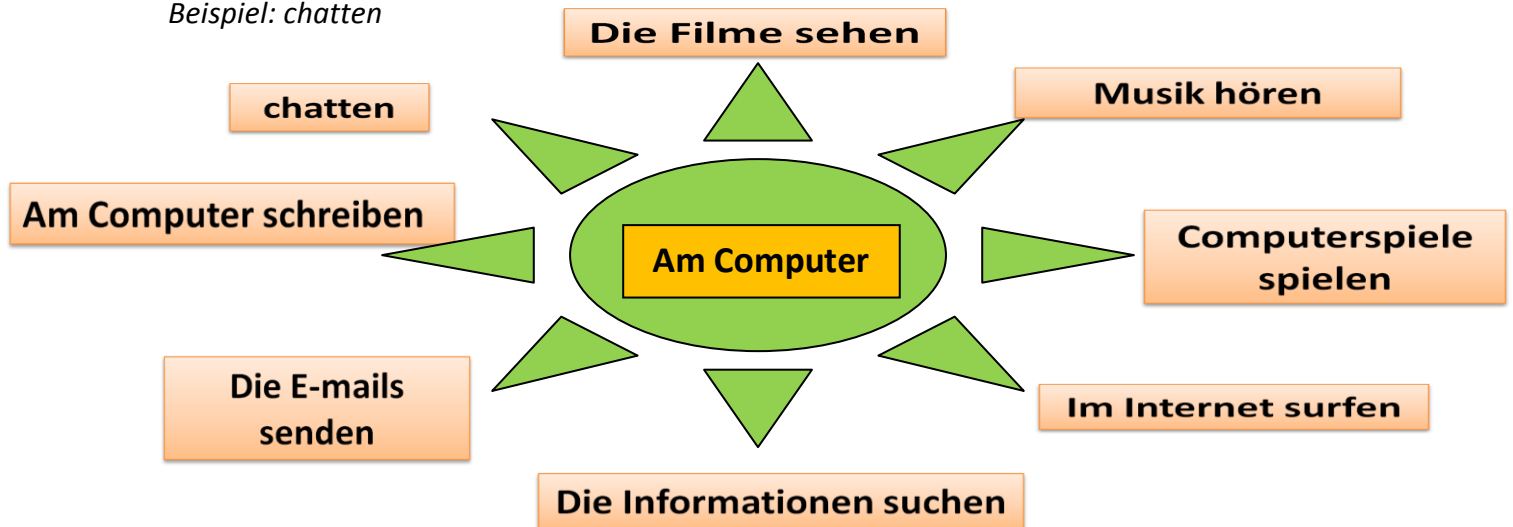 Beispiel: chatten
Die Filme sehen
chatten
Musik hören
Am Computer schreiben
Am Computer
Computerspiele
spielen
Die E-mails
senden
Im Internet surfen
Die Informationen suchen